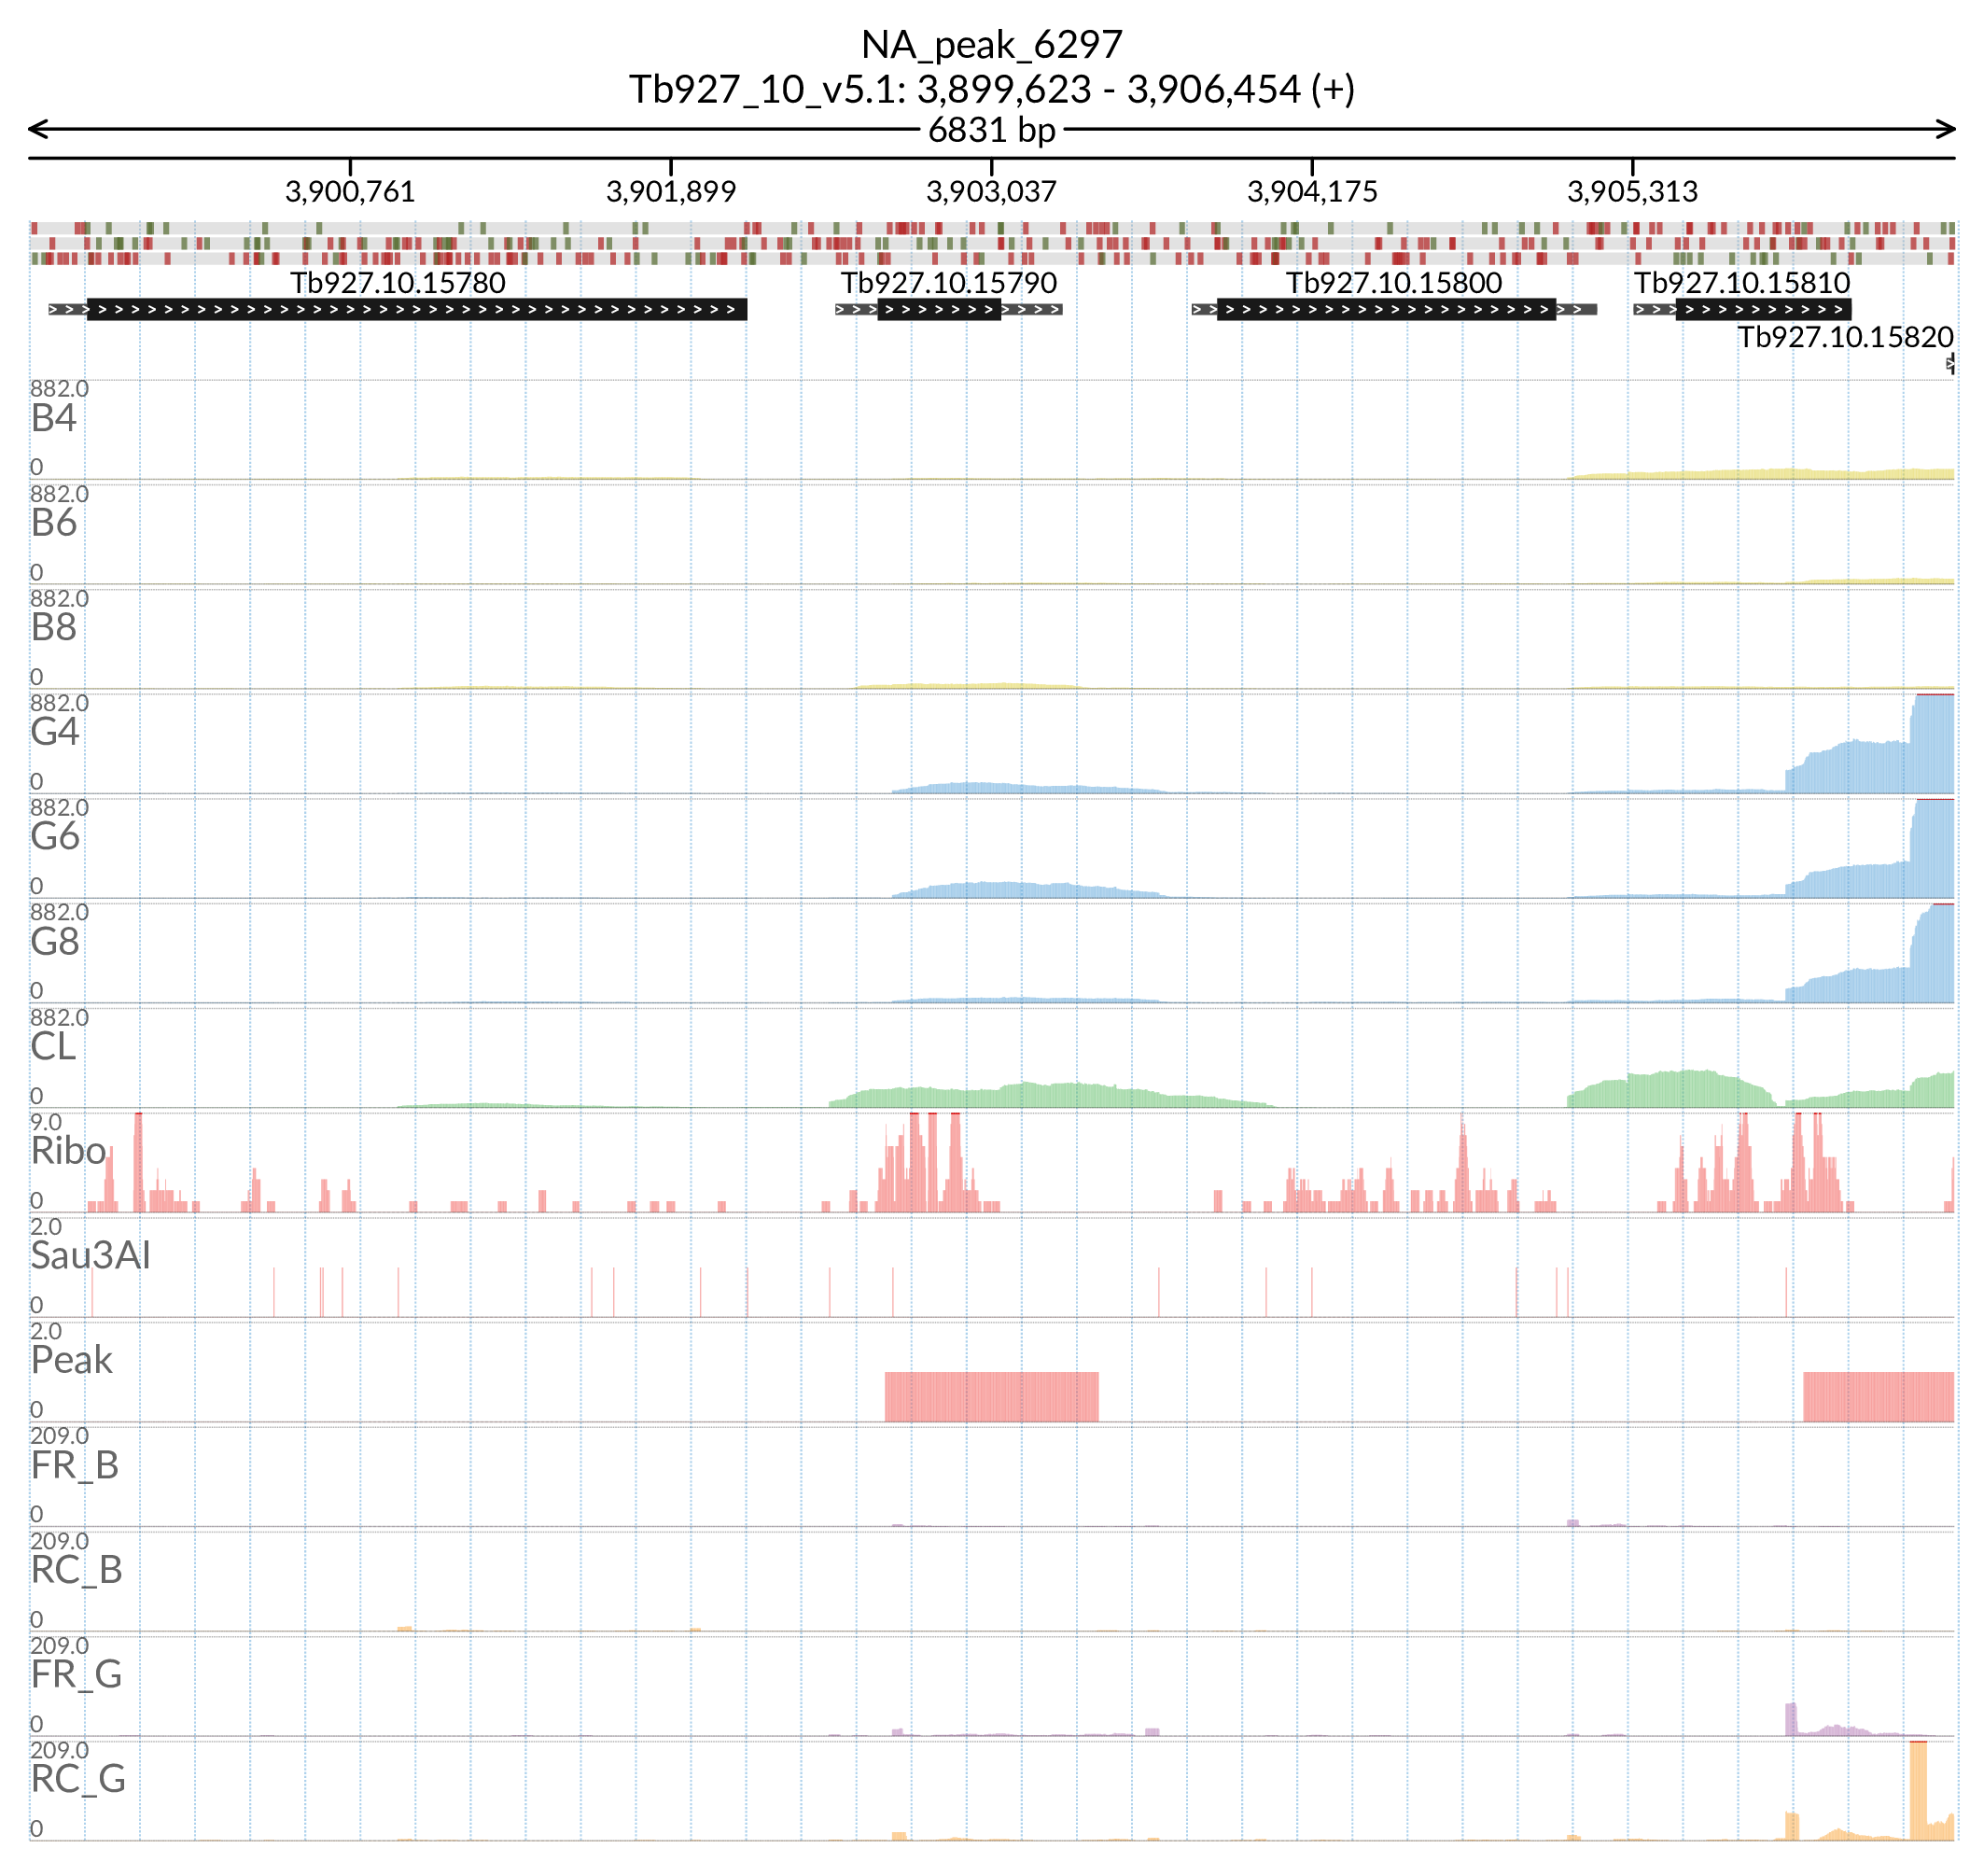 NA_peak_6297
Tb927_10_v5.1: 3,899,623 - 3,906,454 (+)
6831 bp
3,900,761 3,901,899 3,903,037 3,904,175 3,905,313
Tb927.10.15780 Tb927.10.15790 Tb927.10.15800 Tb927.10.15810
Tb927.10.15820
882.0
B4
0
882.0
B6
0
882.0
B8
0
882.0
G4
0
882.0
G6
0
882.0
G8
0
882.0
CL
0
9.0
Ribo
0
2.0
Sau3AI
0
2.0
Peak
0
209.0
FR_B
0
209.0
RC_B
0
209.0
FR_G
0
209.0
RC_G
0